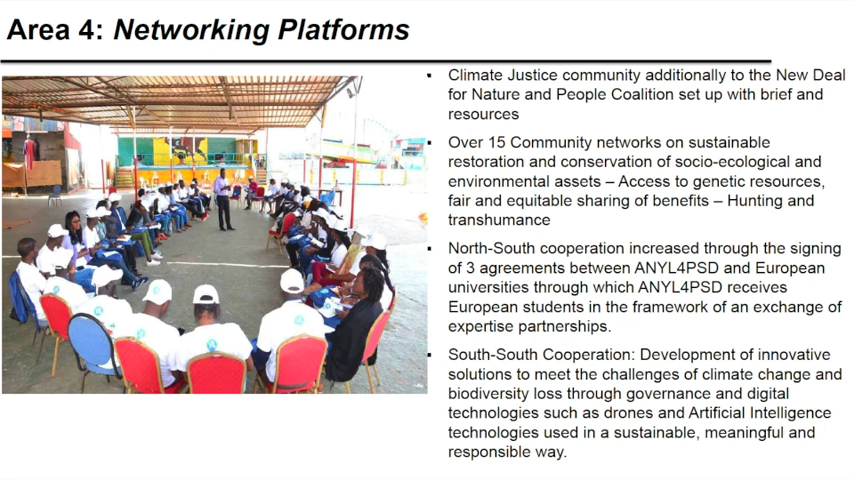 Area 4: Networking Platforms
Climate Justice community additionally to the New Deal
for Nature and People Coalition set up with brief and
resources
Over 15 Community networks on sustainable
restoration and conservation of socio-ecological and
environmental assets – Access to genetic resources,
fair and equitable sharing of benefits – Hunting and
transhumance
North-South cooperation increased through the signing
of 3 agreements between ANYL4PSD and European
universities through which ANYL4PSD receives
European students in the framework of an exchange of
expertise partnerships.
South-South Cooperation: Development of innovative
solutions to meet the challenges of climate change and
biodiversity loss through governance and digital
technologies such as drones and Artificial Intelligence
technologies used in a sustainable, meaningful and
responsible way.